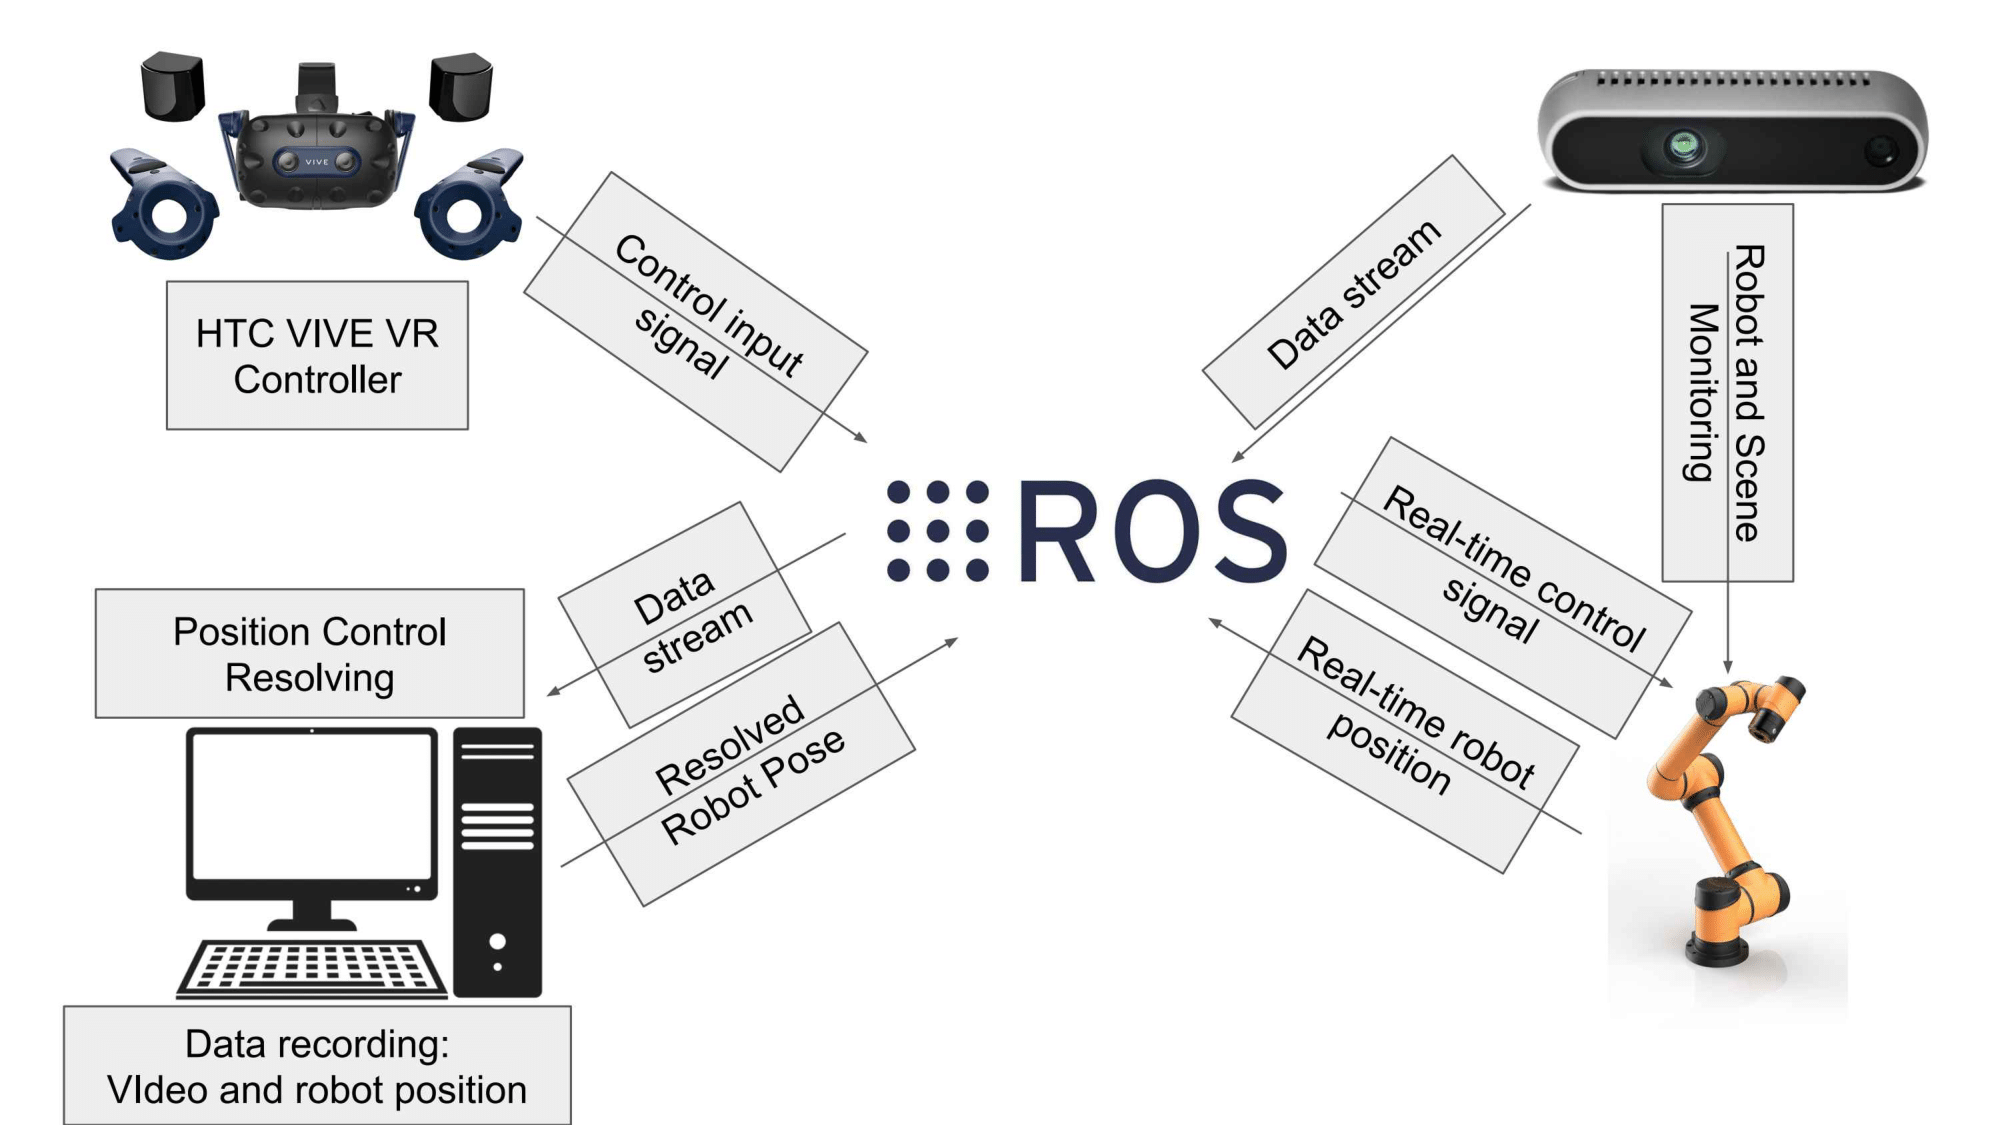 VIVE
HTC VIVE VR
Controller
Control input
signal
Data stream
Robot and Scene
Monitoring
ROS
Real-time control
signal
Real-time robot
position
Data
stream
Resolved
Robot Pose
Position Control
Resolving
Data recording:
VIdeo and robot position